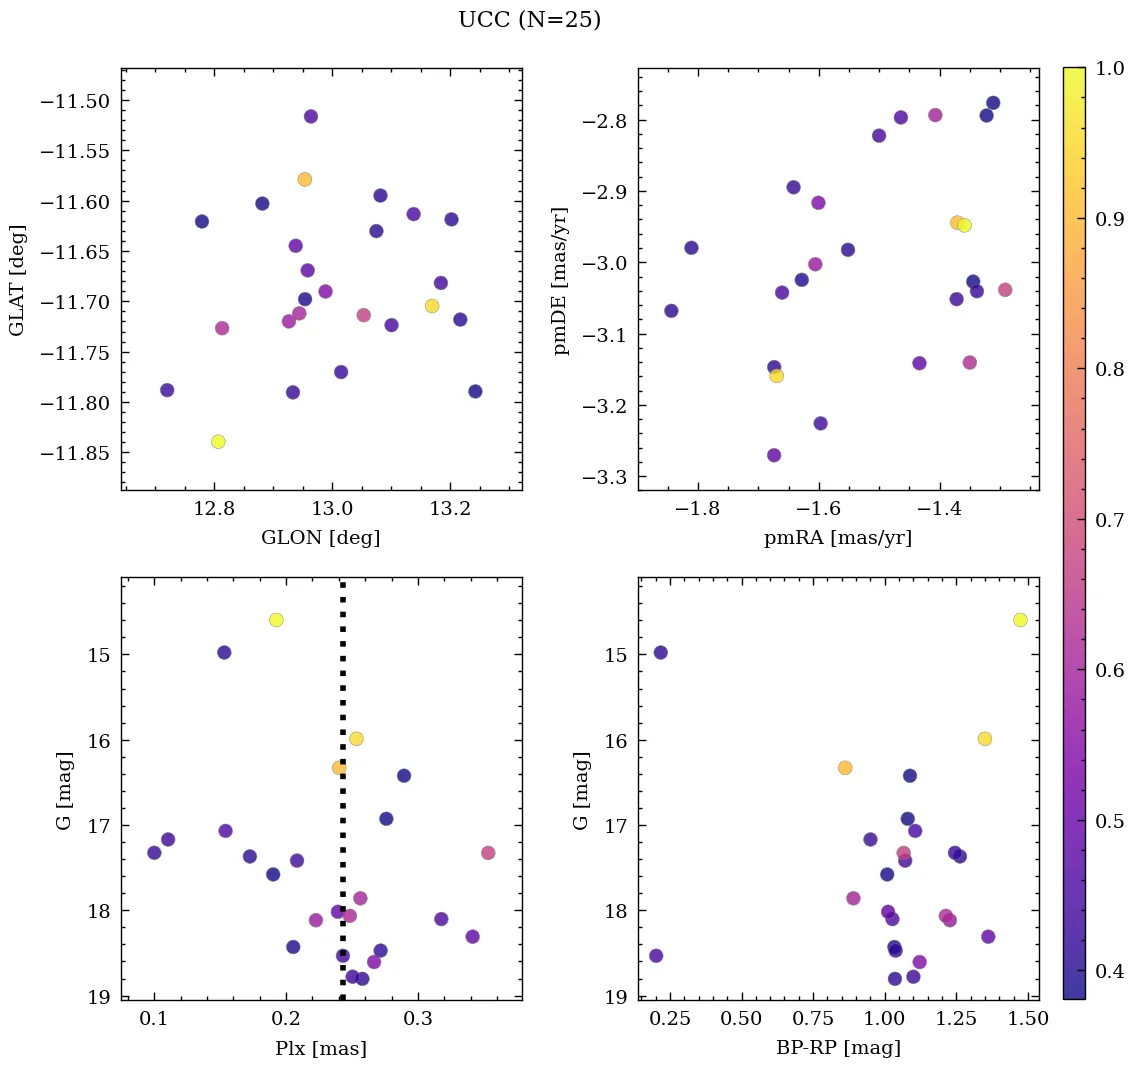 UCC (N=25)
−11.50
−11.55
−11.60
−11.65
−11.70
−11.75
−11.80
−11.85
GLAT [deg]
12.8 13.0 13.2
GLON [deg]
−2.8
−2.9
−3.0
−3.1
−3.2
−3.3
pmDE [mas/yr]
−1.8 −1.6 −1.4
pmRA [mas/yr]
15
16
17
18
19
G [mag]
0.1 0.2 0.3
Plx [mas]
15
16
17
18
19
G [mag]
0.25 0.50 0.75 1.00 1.25 1.50
BP-RP [mag]
1.0
0.9
0.8
0.7
0.6
0.5
0.4